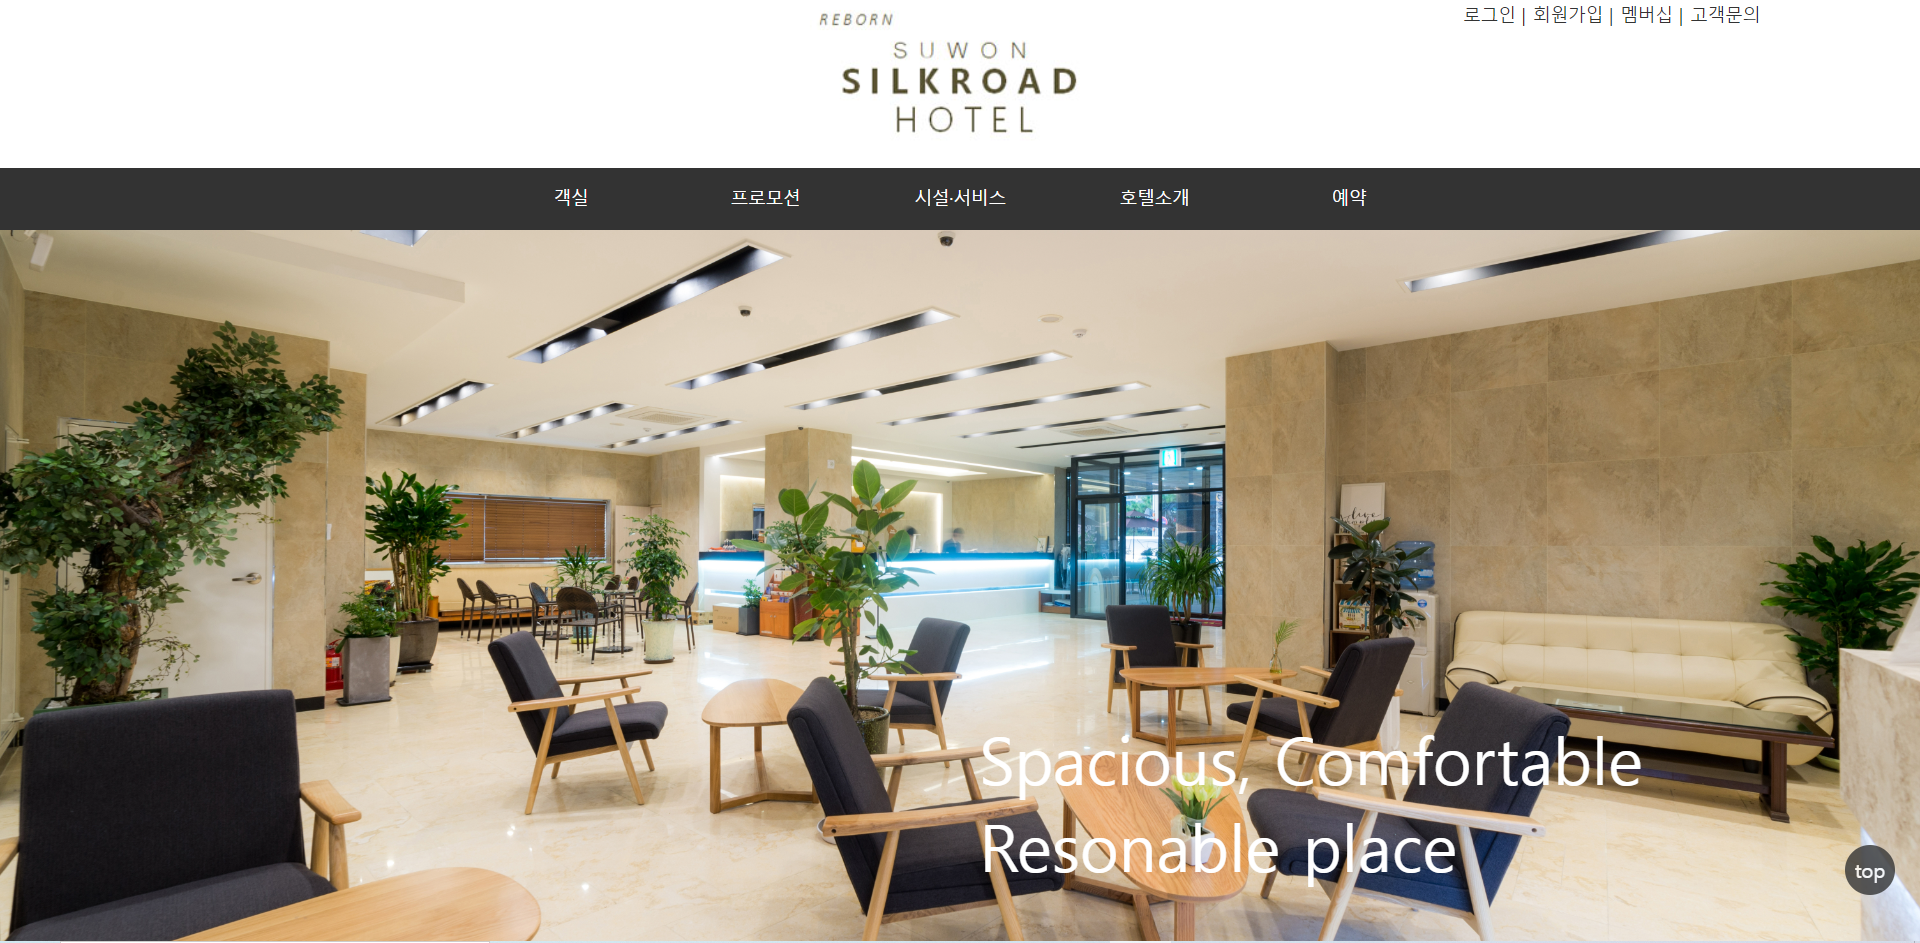 REBORN
SUWON
SILKROAD
HOTEL
로그인 | 회원가입 | 멤버십 | 고객문의
객실 프로모션 시설·서비스 호텔소개 예약
Spacious, Comfortable
Resonable place
top